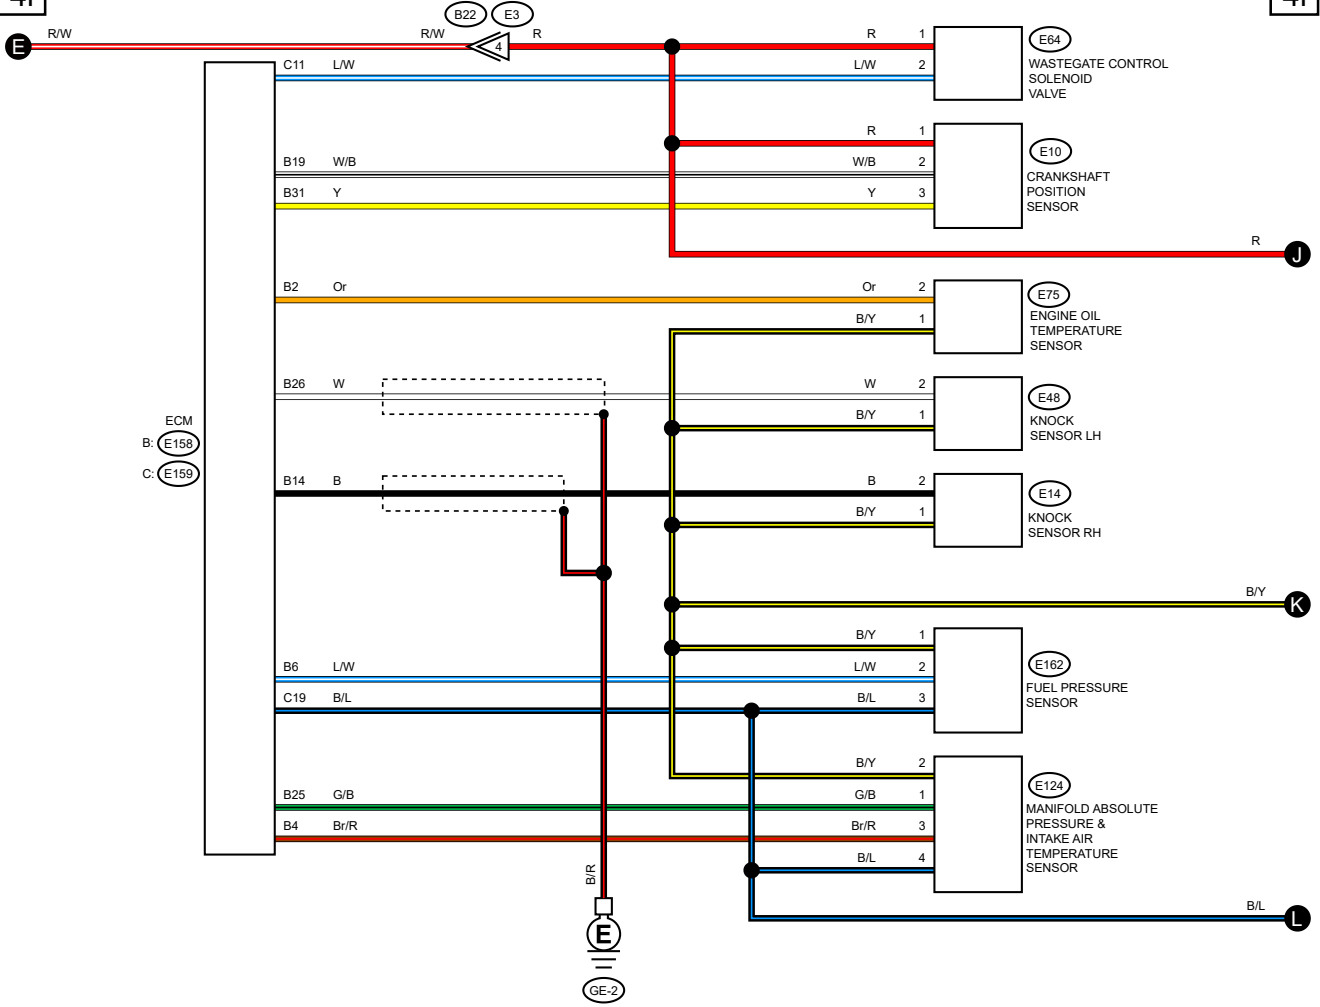 B22 E3
E R/W R/W 4 R R 1 E64
C11 L/W L/W 2 WASTEGATE CONTROL
SOLENOID
VALVE
R 1 E10
B19 W/B W/B 2 CRANKSHAFT
B31 Y Y 3 POSITION
SENSOR
R J
B2 Or Or 2 E75
B/Y 1 ENGINE OIL
TEMPERATURE
SENSOR
B26 W W 2 E48
B/Y 1 KNOCK
SENSOR LH
ECM
B: E158
C: E159
B14 B B 2 E14
B/Y 1 KNOCK
SENSOR RH
B/Y K
B/Y 1 E162
B6 L/W L/W 2 FUEL PRESSURE
C19 B/L B/L 3 SENSOR
B/Y 2 E124
B25 G/B G/B 1 MANIFOLD ABSOLUTE
B4 Br/R Br/R 3 PRESSURE &
INTAKE AIR
B/L 4 TEMPERATURE
SENSOR
B/R
B/L L
E
GE-2